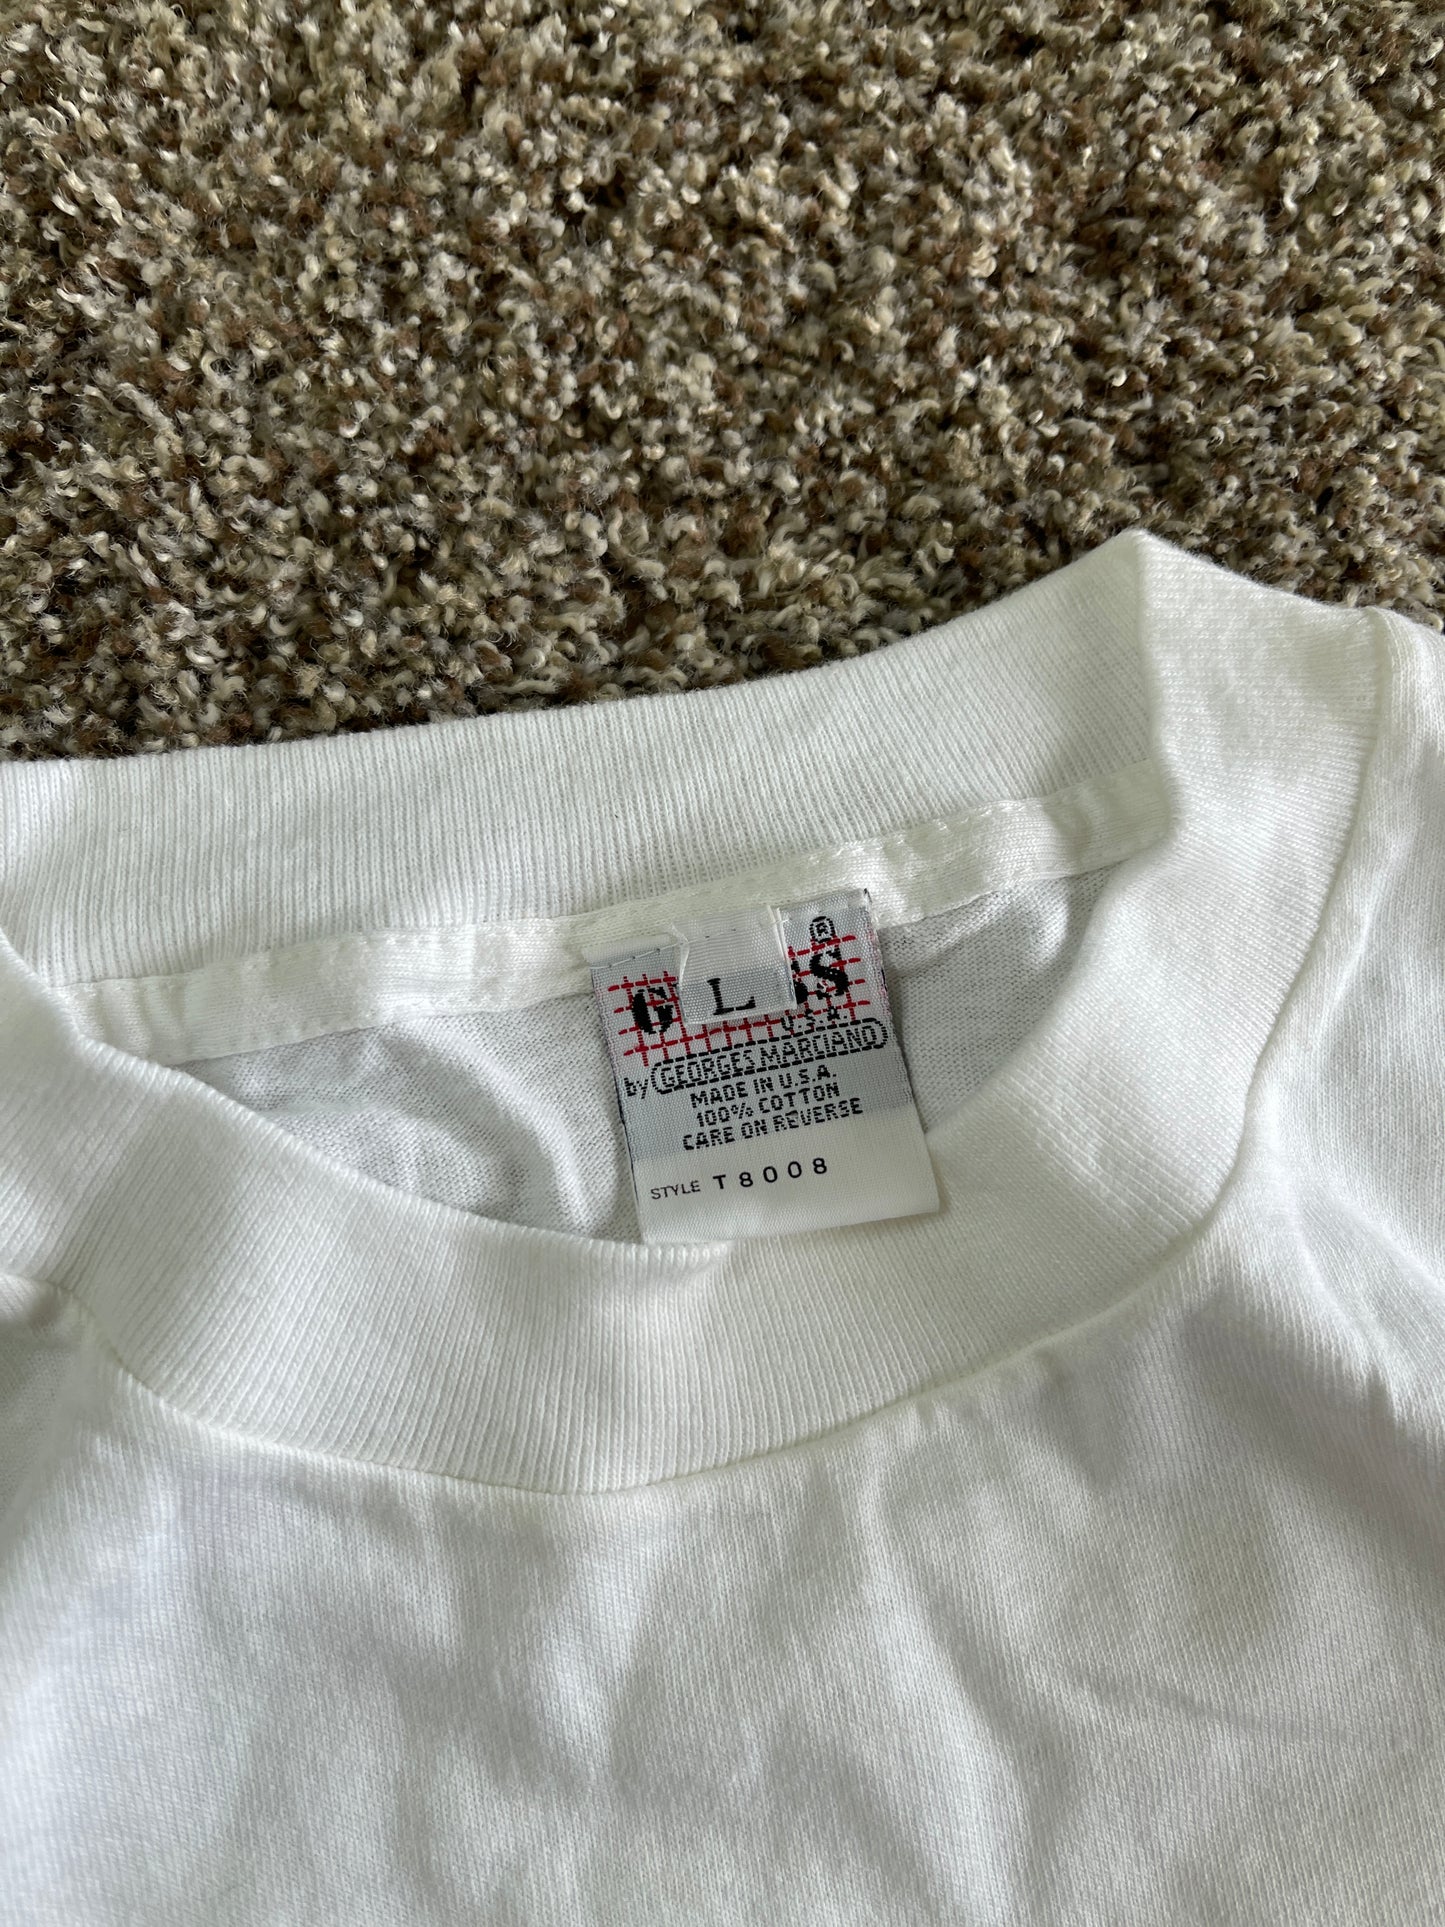 ®
L
U.S.A.
by GEORGES MARCIANO
MADE IN U.S.A.
100% COTTON
CARE ON REVERSE
STYLE T8008